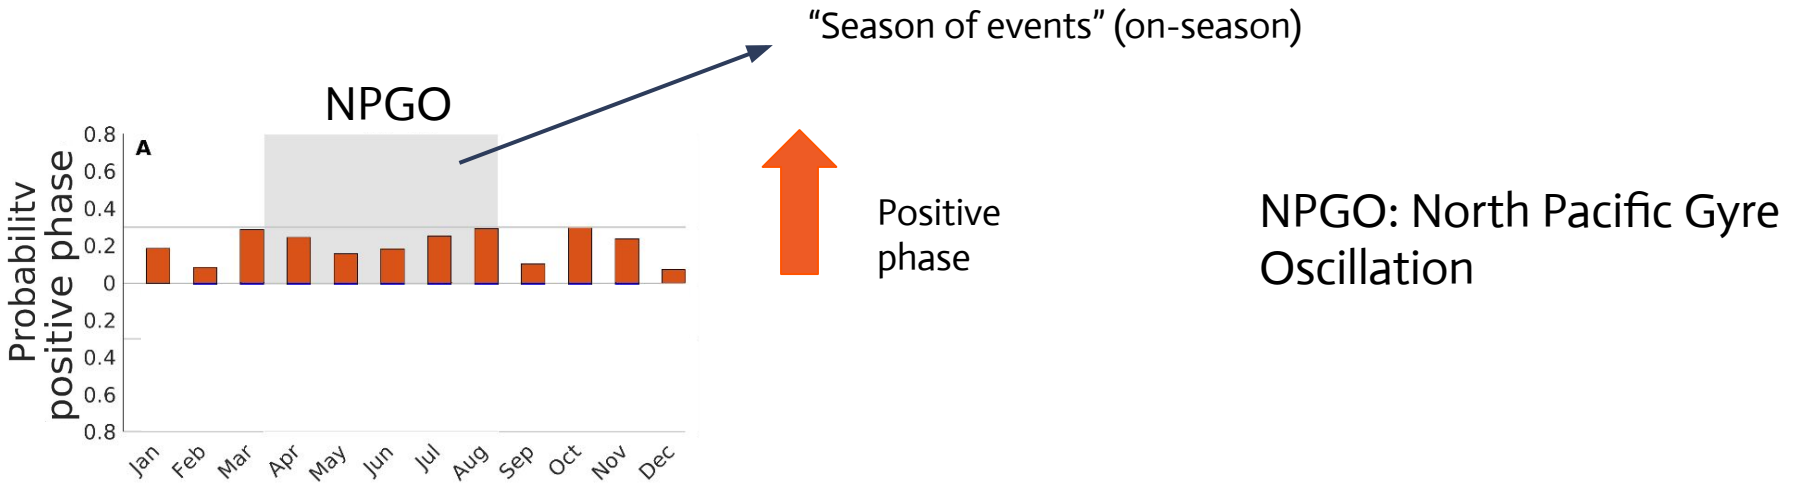 “Season of events” (on-season)
NPGO
A
Probability
positive phase
0.8
0.6
0.4
0.2
0
0.2
0.4
0.6
0.8
Jan
Feb
Mar
Apr
May
Jun
Jul
Aug
Sep
Oct
Nov
Dec
Positive
phase
NPGO: North Pacific Gyre
Oscillation